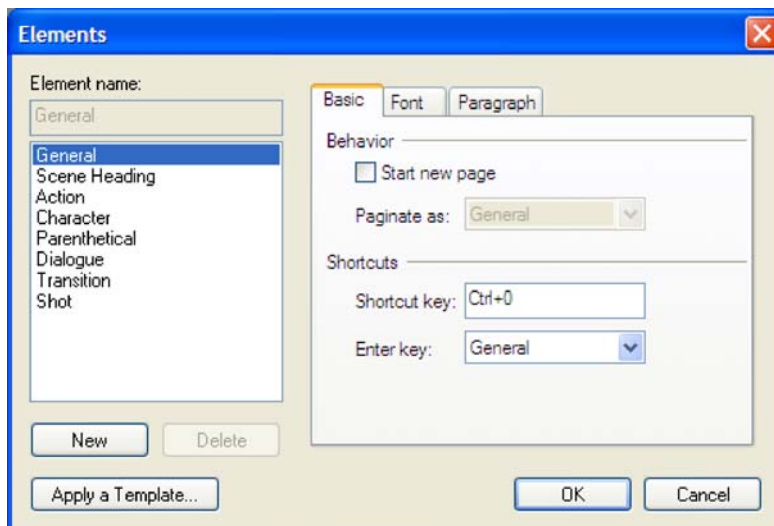 Elements
Element name:
General
General
Scene Heading
Action
Character
Parenthetical
Dialogue
Transition
Shot
New
Delete
Apply a Template...
Basic
Font
Paragraph
Behavior
Start new page
Paginate as:
General
Shortcuts
Shortcut key:
Ctrl+0
Enter key:
General
OK
Cancel